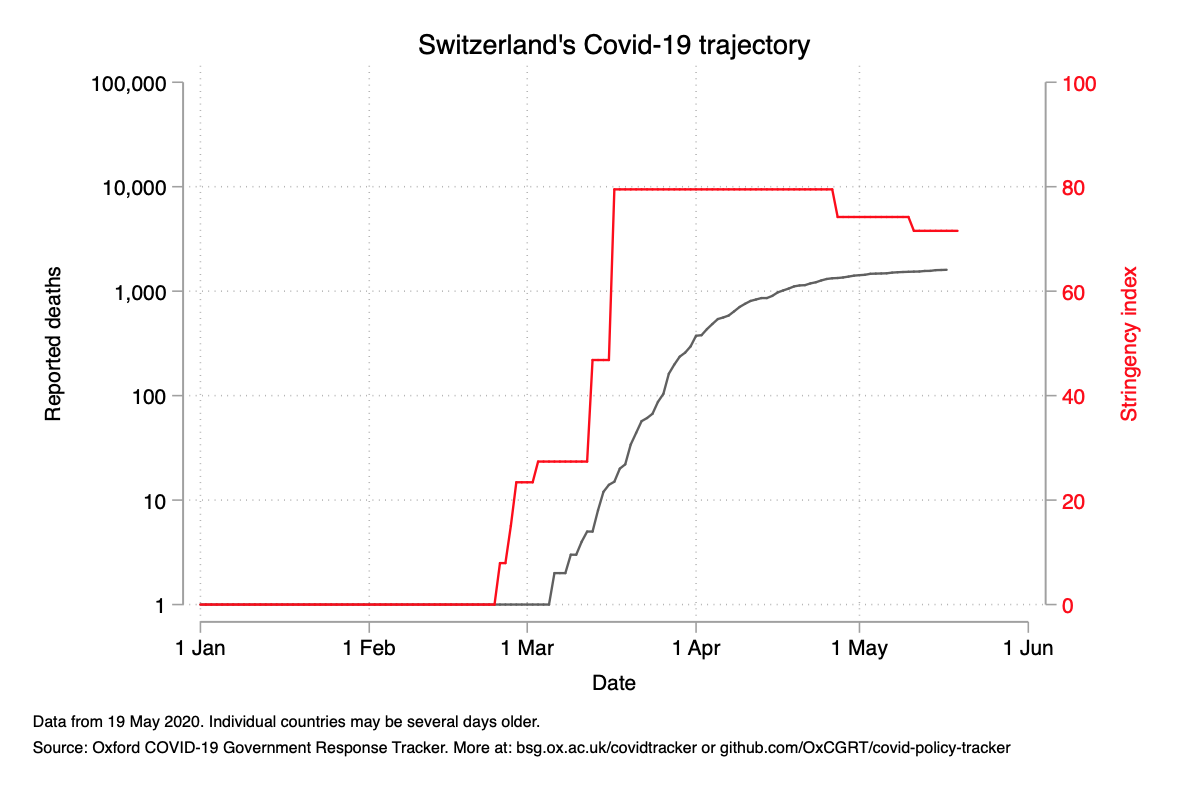 Switzerland's Covid-19 trajectory
100,000
10,000
1,000
100
10
1
Reported deaths
100
80
60
40
20
0
Stringency index
1 Jan
1 Feb
1 Mar
1 Apr
1 May
1 Jun
Date
Data from 19 May 2020. Individual countries may be several days older.
Source: Oxford COVID-19 Government Response Tracker. More at: bsg.ox.ac.uk/covidtracker or github.com/OxCGRT/covid-policy-tracker